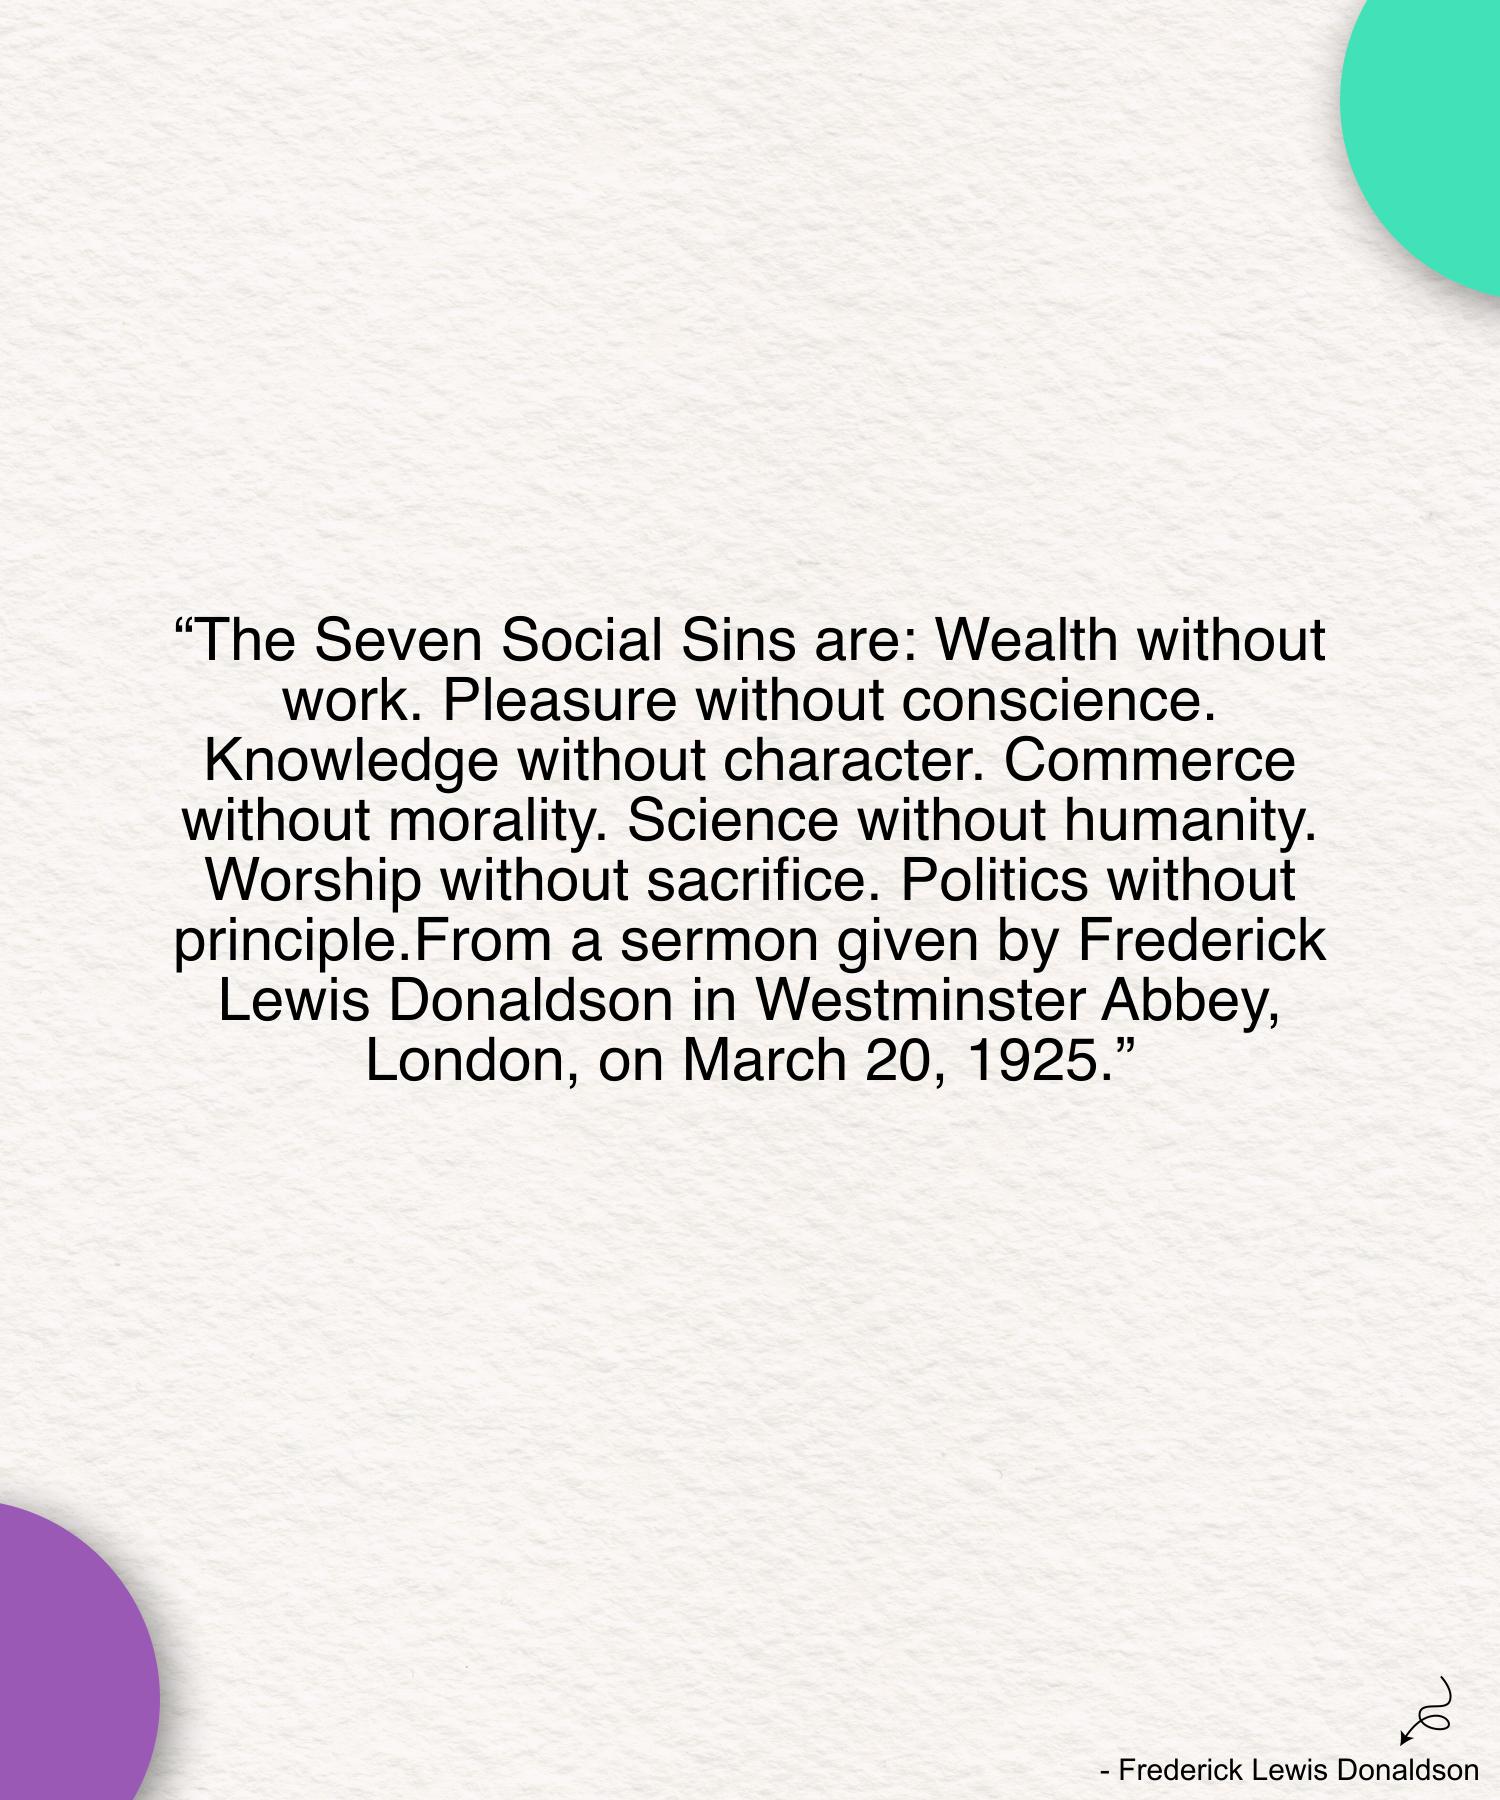 “The Seven Social Sins are: Wealth without
work. Pleasure without conscience.
Knowledge without character. Commerce
without morality. Science without humanity.
Worship without sacrifice. Politics without
principle.From a sermon given by Frederick
Lewis Donaldson in Westminster Abbey,
London, on March 20, 1925.”
- Frederick Lewis Donaldson